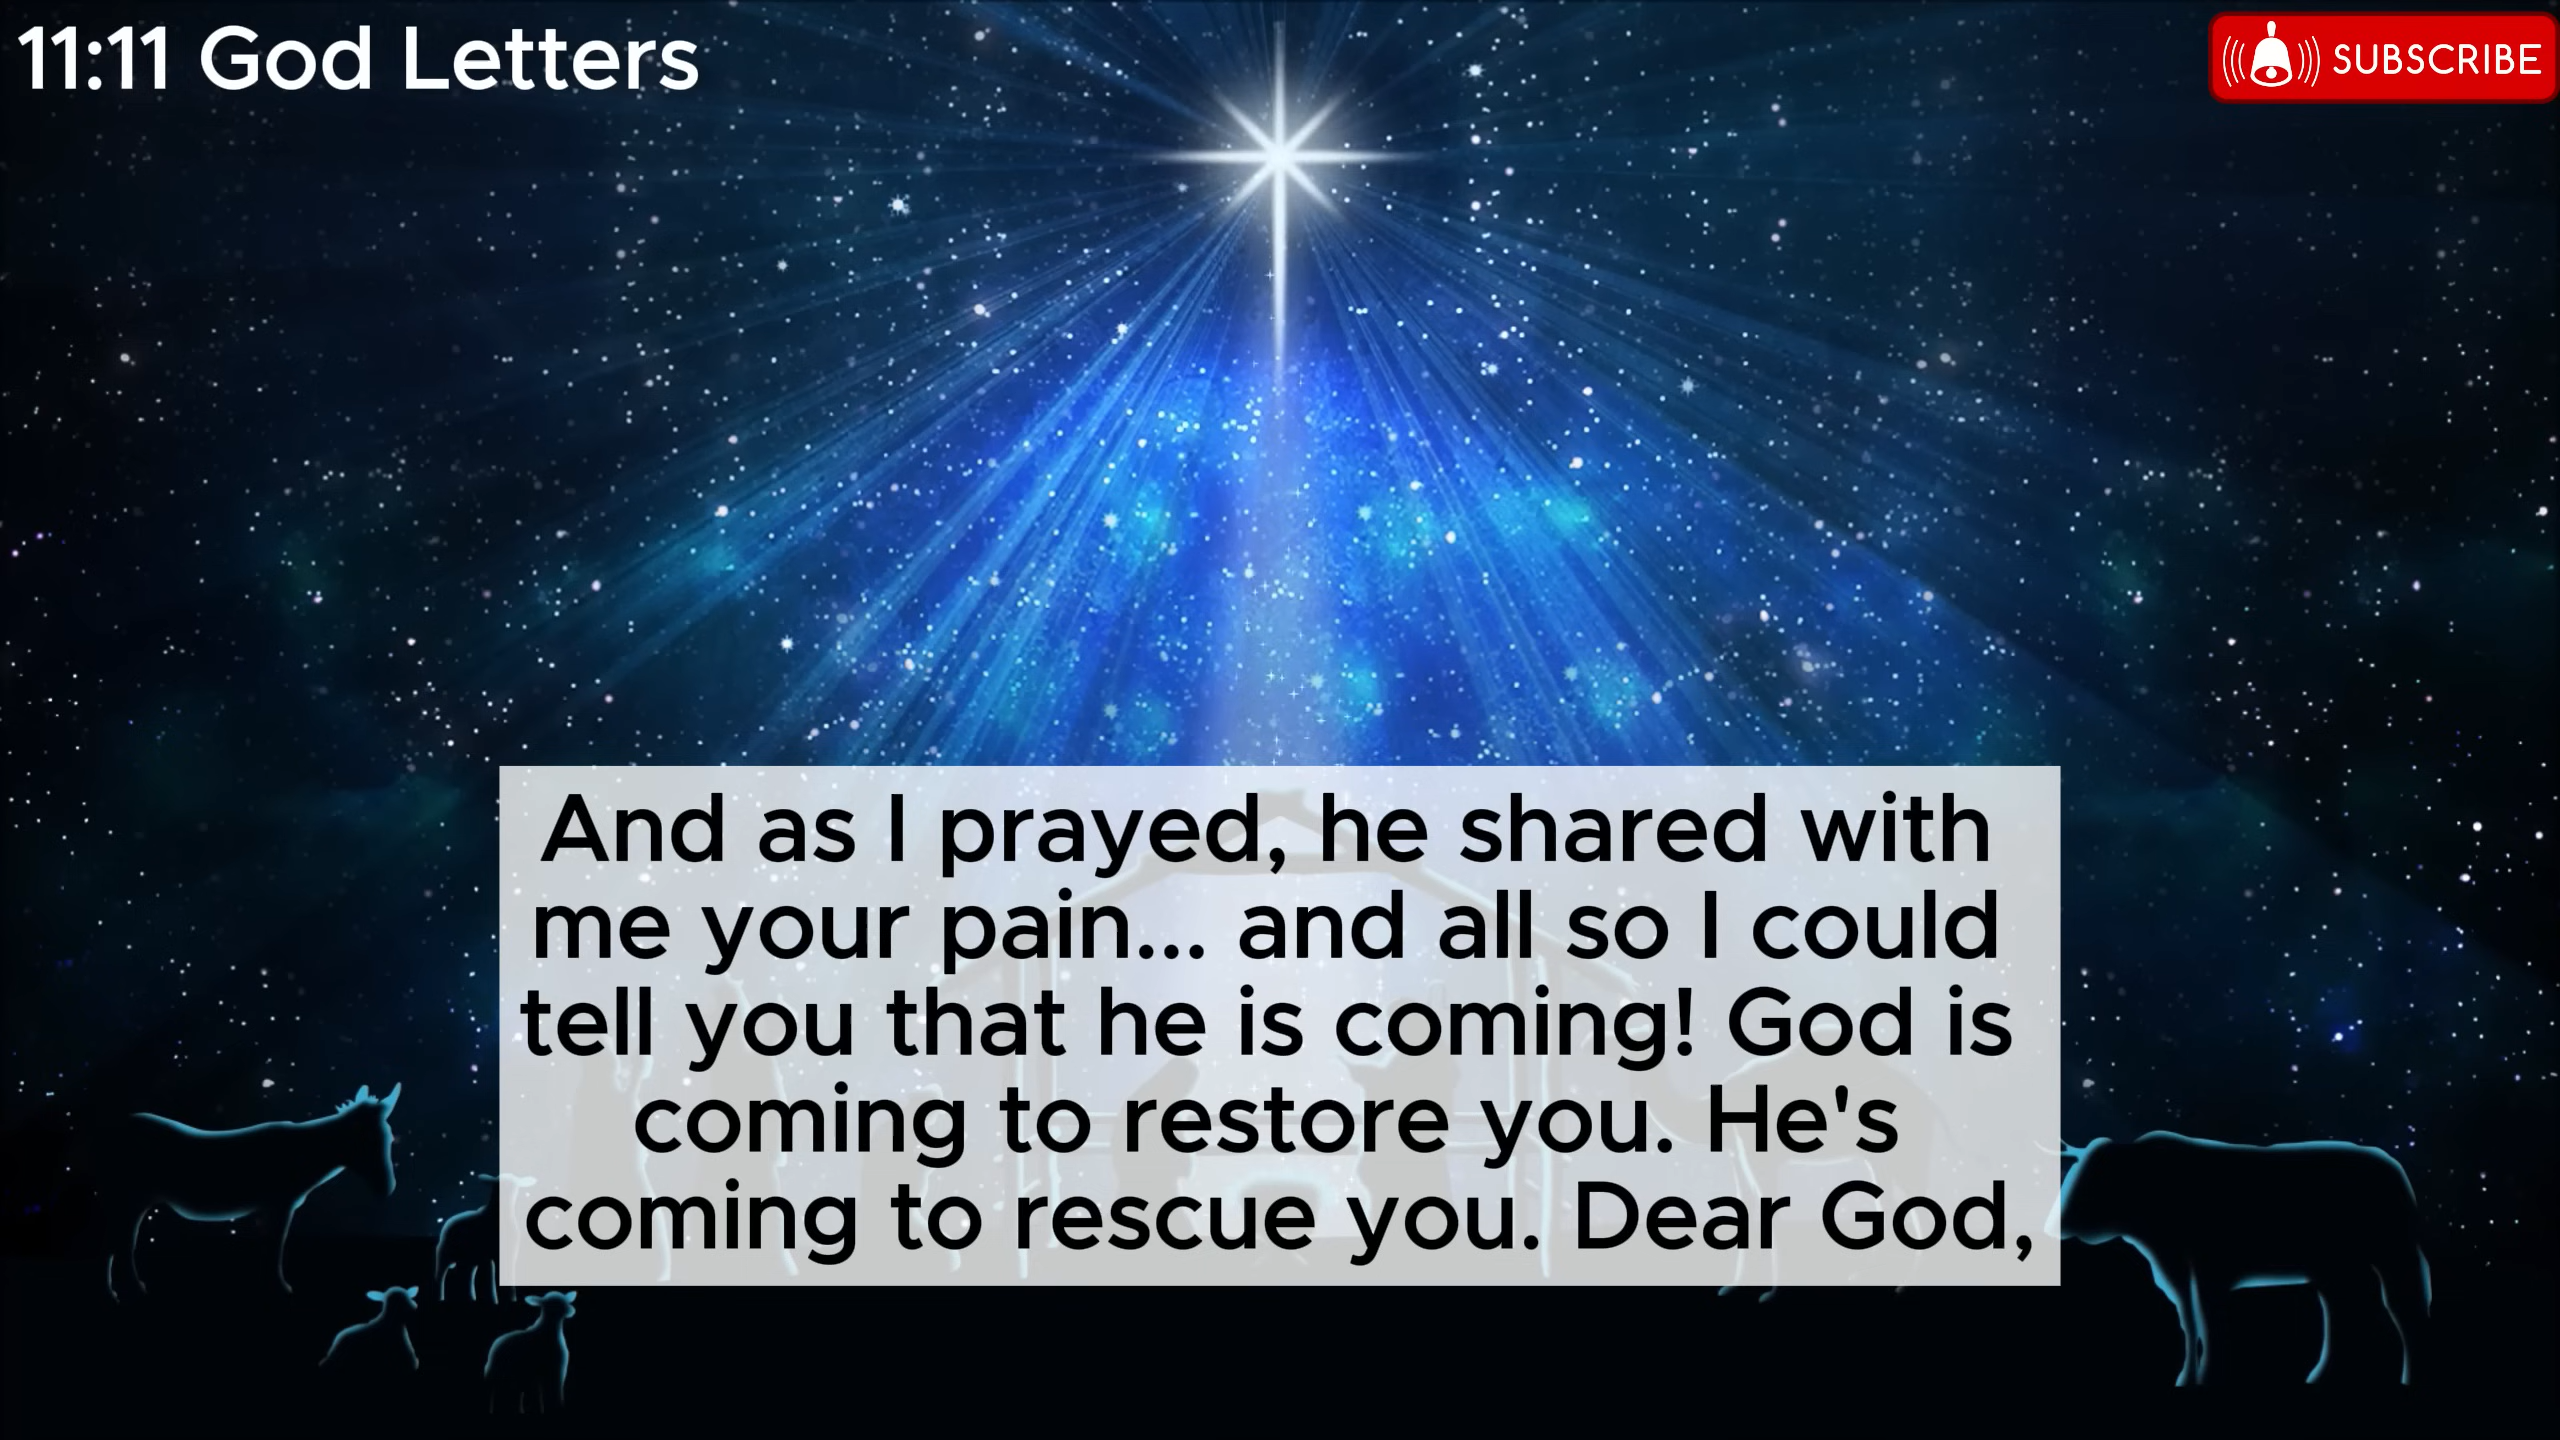 11:11 God Letters
SUBSCRIBE
And as I prayed, he shared with
me your pain... and all so I could
tell you that he is coming! God is
coming to restore you. He's
coming to rescue you. Dear God,